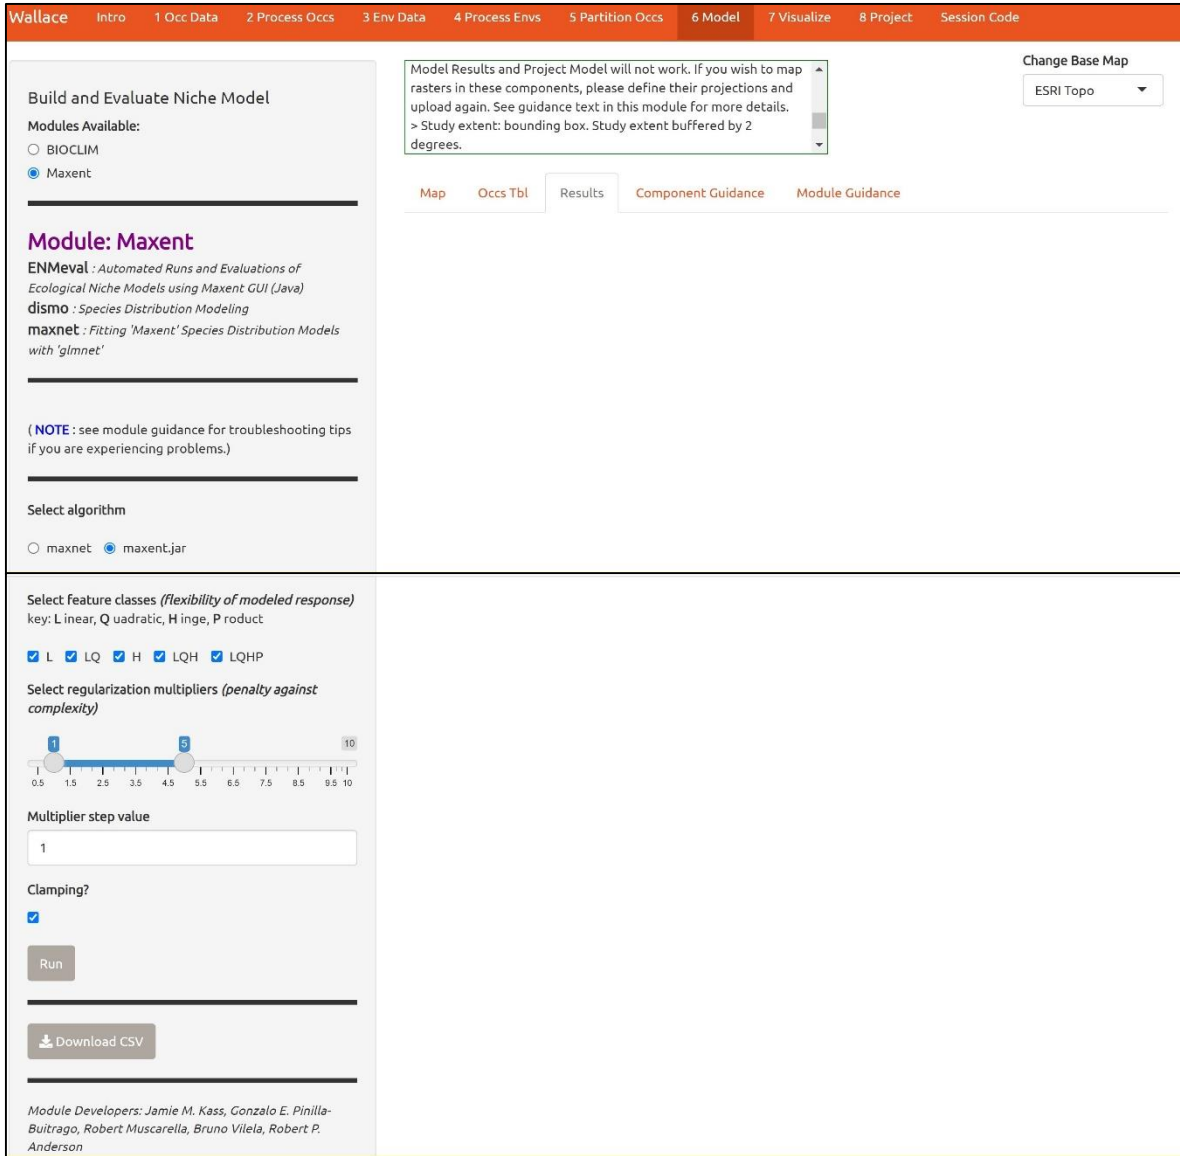 Wallace Intro 1 Occ Data 2 Process Occs 3 Env Data 4 Process Envs 5 Partition Occs 6 Model 7 Visualize 8 Project Session Code
Build and Evaluate Niche Model
Modules Available:
BIOCLIM
Maxent
Module: Maxent
ENMeval : Automated Runs and Evaluations of
Ecological Niche Models using Maxent GUI (Java)
dismo : Species Distribution Modeling
maxnet : Fitting 'Maxent' Species Distribution Models
with 'glmnet'
( NOTE : see module guidance for troubleshooting tips
if you are experiencing problems.)
Select algorithm
maxnet maxent.jar
Model Results and Project Model will not work. If you wish to map
rasters in these components, please define their projections and
upload again. See guidance text in this module for more details.
> Study extent: bounding box. Study extent buffered by 2
degrees.
Change Base Map
ESRI Topo
Map Occs Tbl Results Component Guidance Module Guidance
Select feature classes (flexibility of modeled response)
key: L inear, Q uadratic, H inge, P roduct
L LQ H LQH LQHP
Select regularization multipliers (penalty against
complexity)
1 5 10
0.5 1.5 2.5 3.5 4.5 5.5 6.5 7.5 8.5 9.5 10
Multiplier step value
1
Clamping?
Run
Download CSV
Module Developers: Jamie M. Kass, Gonzalo E. Pinilla-
Buitrago, Robert Muscarella, Bruno Vilela, Robert P.
Anderson